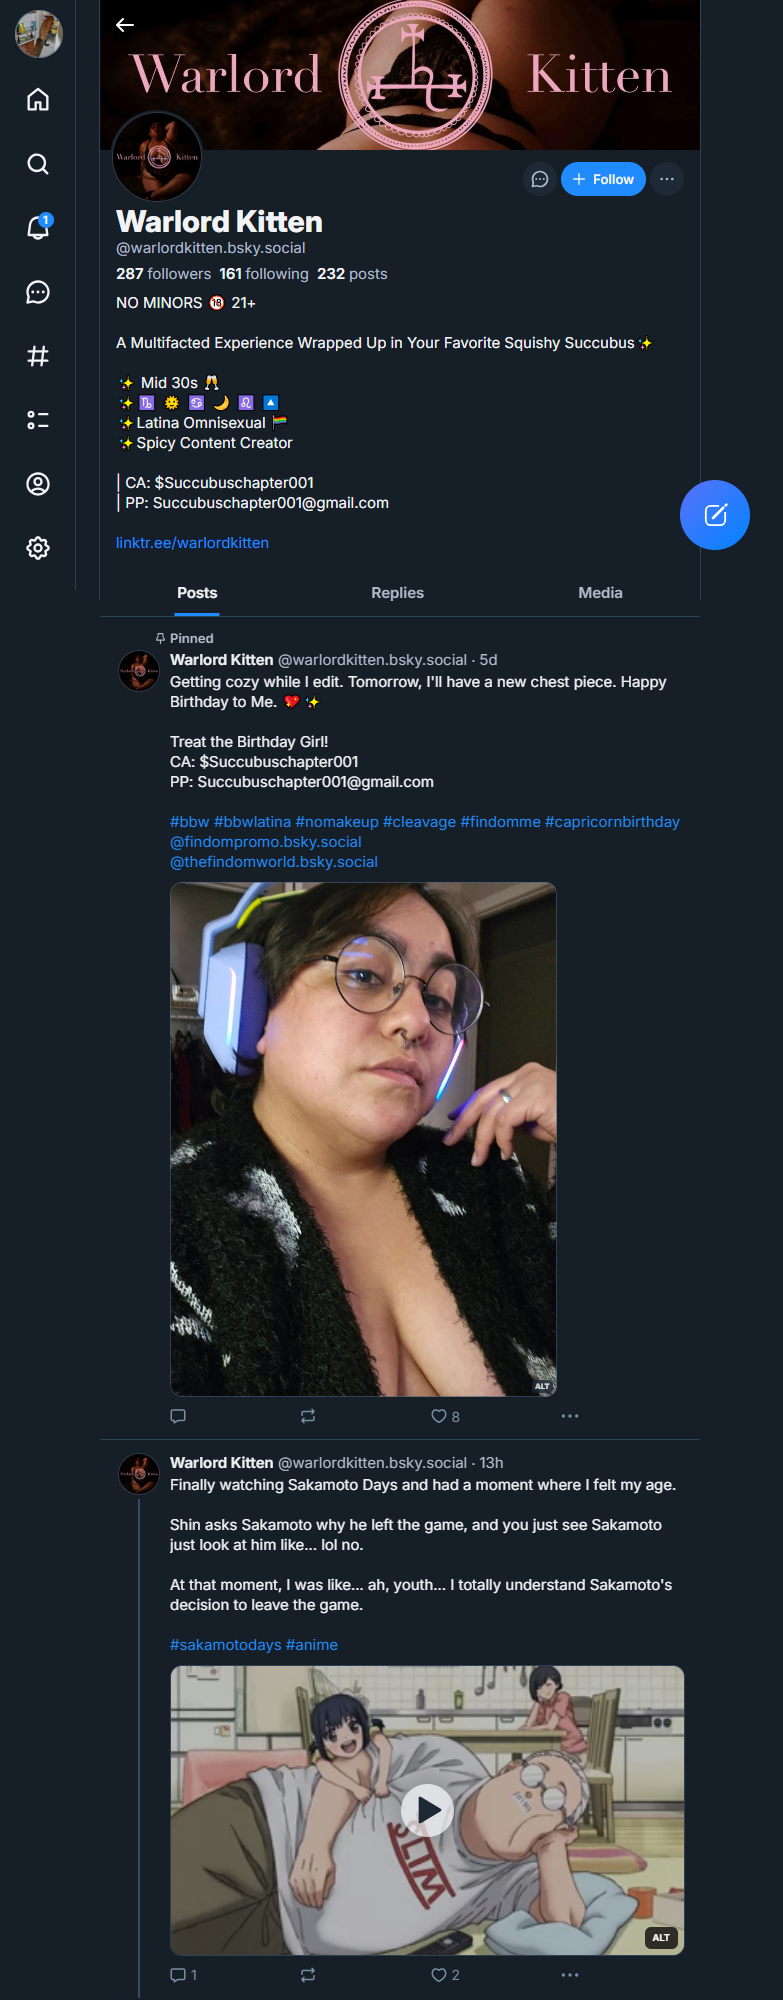 Warlord Kitten
Warlord Kitten
1
Follow
Warlord Kitten
@warlordkitten.bsky.social
287 followers 161 following 232 posts
NO MINORS 🔞 21+
A Multifacted Experience Wrapped Up in Your Favorite Squishy Succubus✨
✨ Mid 30s 🥂
✨ ♑ 🌞 ♋ 🌙 ♌ 🔼
✨Latina Omnisexual 🏳️‍🌈
✨Spicy Content Creator
| CA: $Succubuschapter001
| PP: Succubuschapter001@gmail.com
linktr.ee/warlordkitten
Posts Replies Media
Pinned
Warlord Kitten @warlordkitten.bsky.social · 5d
Getting cozy while I edit. Tomorrow, I'll have a new chest piece. Happy
Birthday to Me. 💖 ✨
Treat the Birthday Girl!
CA: $Succubuschapter001
PP: Succubuschapter001@gmail.com
#bbw #bbwlatina #nomakeup #cleavage #findomme #capricornbirthday
@findompromo.bsky.social
@thefindomworld.bsky.social
ALT
8
Warlord Kitten @warlordkitten.bsky.social · 13h
Finally watching Sakamoto Days and had a moment where I felt my age.
Shin asks Sakamoto why he left the game, and you just see Sakamoto
just look at him like... lol no.
At that moment, I was like... ah, youth... I totally understand Sakamoto's
decision to leave the game.
#sakamotodays #anime
SLIM
ALT
1 2